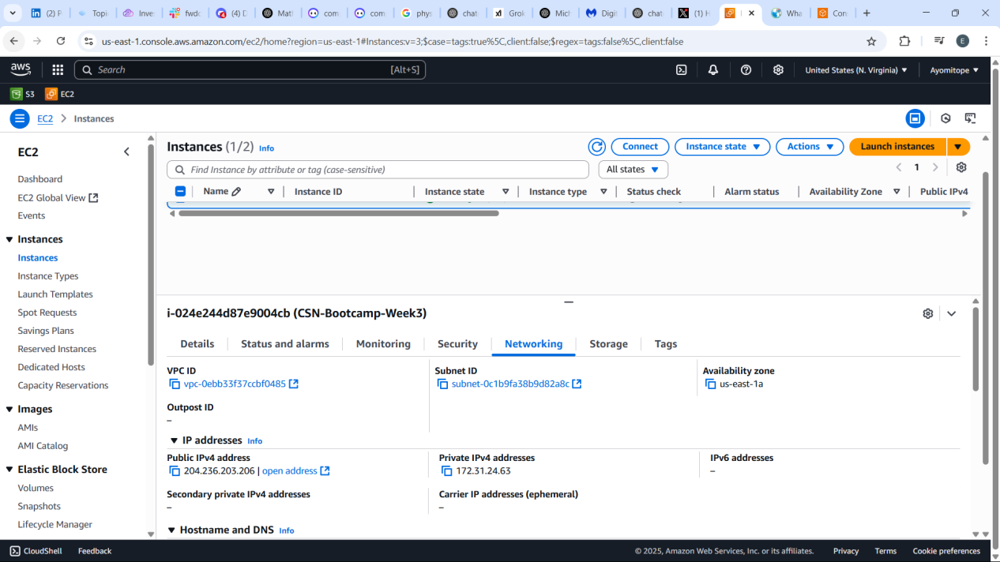 (2) P
Topi
Inve
fwdc
(4) D
Mat
com
com
phys
chat
Grok
Mich
Digit
chat
(1) H
Wha
Con
us-east-1.console.aws.amazon.com/ec2/home?region=us-east-1#Instances:v=3;$case=tags:true%5C,client:false;$regex=tags:false%5C,client:false
E
aws
Search [Alt+S]
United States (N. Virginia)
Ayomitope
S3
EC2
EC2 > Instances
EC2
Dashboard
EC2 Global View
Events
Instances
Instances
Instance Types
Launch Templates
Spot Requests
Savings Plans
Reserved Instances
Dedicated Hosts
Capacity Reservations
Images
AMIs
AMI Catalog
Elastic Block Store
Volumes
Snapshots
Lifecycle Manager
Instances (1/2) Info
Connect
Instance state
Actions
Launch instances
Find Instance by attribute or tag (case-sensitive)
All states
1
Name
Instance ID
Instance state
Instance type
Status check
Alarm status
Availability Zone
Public IPv4
i-024e244d87e9004cb (CSN-Bootcamp-Week3)
Details
Status and alarms
Monitoring
Security
Networking
Storage
Tags
VPC ID
vpc-0ebb33f37ccbf0485
Subnet ID
subnet-0c1b9fa38b9d82a8c
Availability zone
us-east-1a
Outpost ID
–
IP addresses Info
Public IPv4 address
204.236.203.206 | open address
Private IPv4 addresses
172.31.24.63
IPv6 addresses
–
Secondary private IPv4 addresses
–
Carrier IP addresses (ephemeral)
–
Hostname and DNS Info
CloudShell
Feedback
© 2025, Amazon Web Services, Inc. or its affiliates.
Privacy
Terms
Cookie preferences